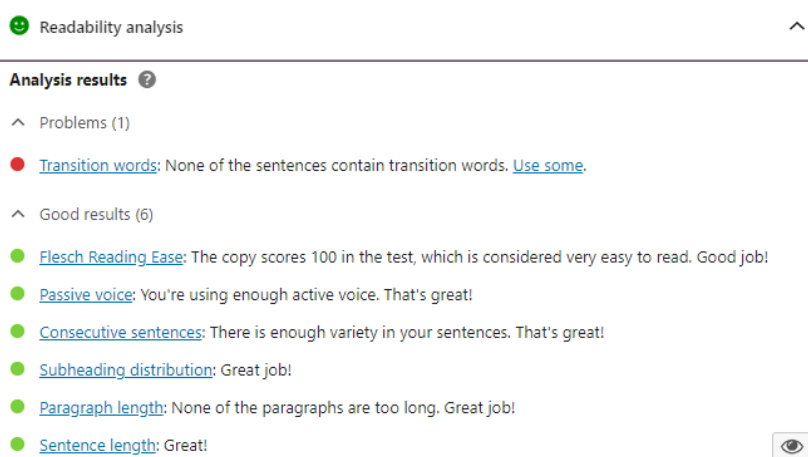 Readability analysis
Analysis results ?
Problems (1)
Transition words: None of the sentences contain transition words. Use some.
Good results (6)
Flesch Reading Ease: The copy scores 100 in the test, which is considered very easy to read. Good job!
Passive voice: You're using enough active voice. That's great!
Consecutive sentences: There is enough variety in your sentences. That's great!
Subheading distribution: Great job!
Paragraph length: None of the paragraphs are too long. Great job!
Sentence length: Great!